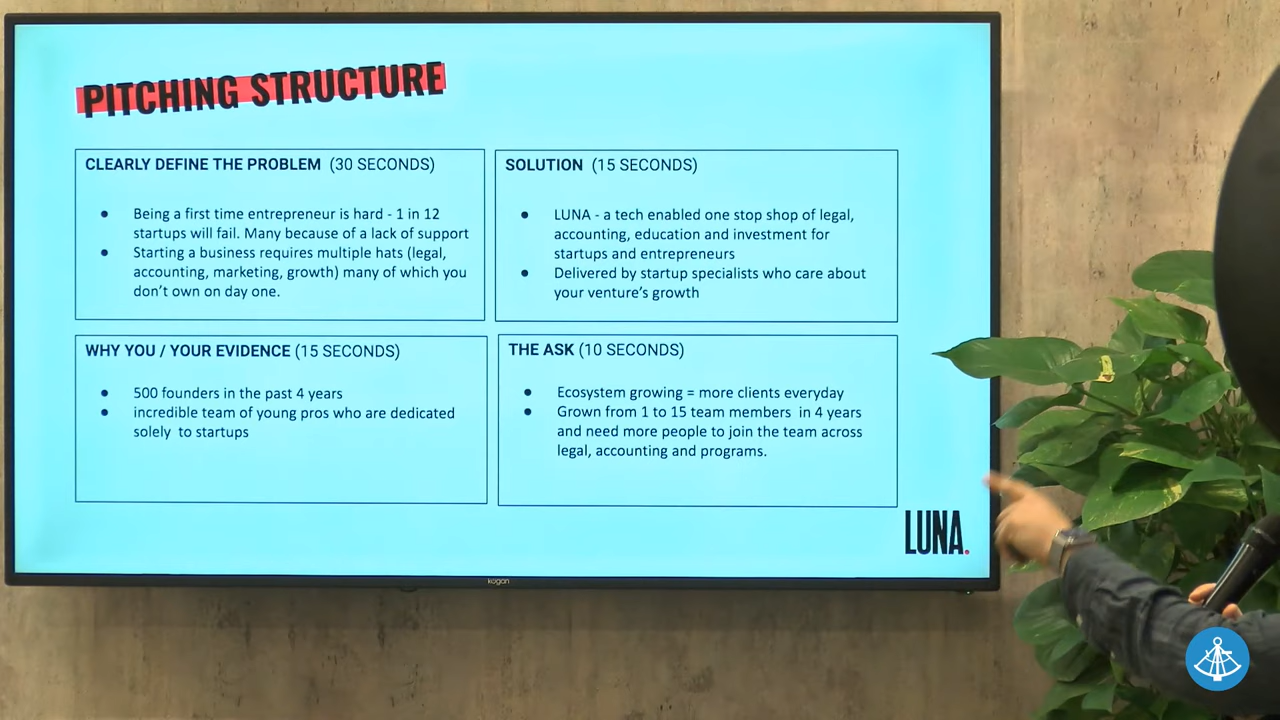 PITCHING STRUCTURE
CLEARLY DEFINE THE PROBLEM (30 SECONDS)
● Being a first time entrepreneur is hard - 1 in 12
startups will fail. Many because of a lack of support
● Starting a business requires multiple hats (legal,
accounting, marketing, growth) many of which you
don't own on day one.
SOLUTION (15 SECONDS)
● LUNA - a tech enabled one stop shop of legal,
accounting, education and investment for
startups and entrepreneurs
● Delivered by startup specialists who care about
your venture's growth
WHY YOU / YOUR EVIDENCE (15 SECONDS)
● 500 founders in the past 4 years
● incredible team of young pros who are dedicated
solely to startups
THE ASK (10 SECONDS)
● Ecosystem growing = more clients everyday
● Grown from 1 to 15 team members in 4 years
and need more people to join the team across
legal, accounting and programs.
LUNA.
kogan